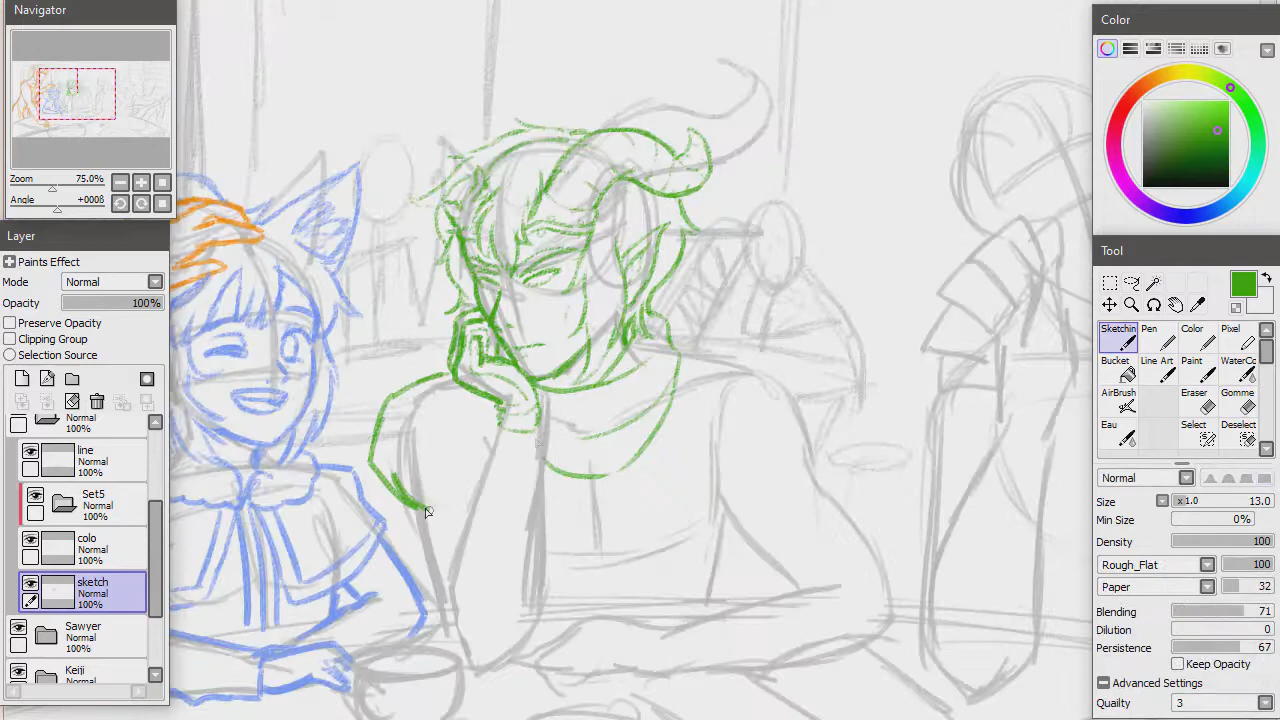 Navigator
Zoom 75.0%
Angle +000ß
Layer
Paints Effect
Mode Normal
Opacity 100%
Preserve Opacity
Clipping Group
Selection Source
Normal
100%
line
Normal
100%
Set5
Normal
100%
colo
Normal
100%
sketch
Normal
100%
Sawyer
Normal
100%
Keiji
Normal
Color
Tool
Sketchin Pen Color Pixel
Bucket Line Art Paint WaterCo
AirBrush Eraser Gomme
Eau Select Deselect
Normal
Size x1.0 13.0
Min Size 0%
Density 100
Rough_Flat 100
Paper 32
Blending 71
Dilution 0
Persistence 67
Keep Opacity
Advanced Settings
Quality 3